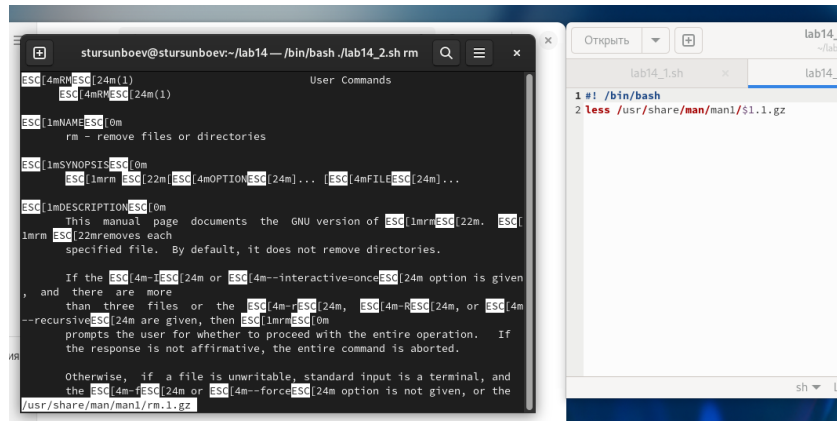 stursunboev@stursunboev:~/lab14 — /bin/bash ./lab14_2.sh rm
ESC[4mRMESC[24m(1) User Commands
ESC[4mRMESC[24m(1)
ESC[1mNAMEESC[0m
rm - remove files or directories
ESC[1mSYNOPSISESC[0m
ESC[1mrm ESC[22m[ESC[4mOPTIONESC[24m]... [ESC[4mFILEESC[24m]...
ESC[1mDESCRIPTIONESC[0m
This manual page documents the GNU version of ESC[1mrmESC[22m. ESC[
1mrm ESC[22mremoves each
specified file. By default, it does not remove directories.
If the ESC[4m-IESC[24m or ESC[4m--interactive=onceESC[24m option is given
, and there are more
than three files or the ESC[4m-rESC[24m, ESC[4m-RESC[24m, or ESC[4m
--recursiveESC[24m are given, then ESC[1mrmESC[0m
prompts the user for whether to proceed with the entire operation. If
the response is not affirmative, the entire command is aborted.
Otherwise, if a file is unwritable, standard input is a terminal, and
the ESC[4m-fESC[24m or ESC[4m--forceESC[24m option is not given, or the
/usr/share/man/man1/rm.1.gz
Открыть
lab14_
~/lab
lab14_1.sh
lab14_
1 #! /bin/bash
2 less /usr/share/man/man1/$1.1.gz
sh